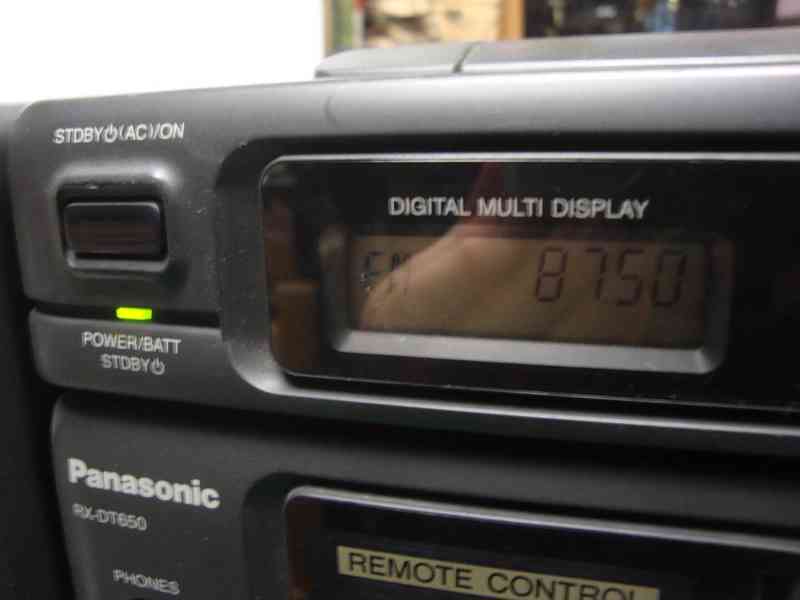 STDBY⏻(AC)/ON
DIGITAL MULTI DISPLAY
FM 87.50
POWER/BATT
STDBY⏻
Panasonic
RX-DT650
PHONES
REMOTE CONTROL